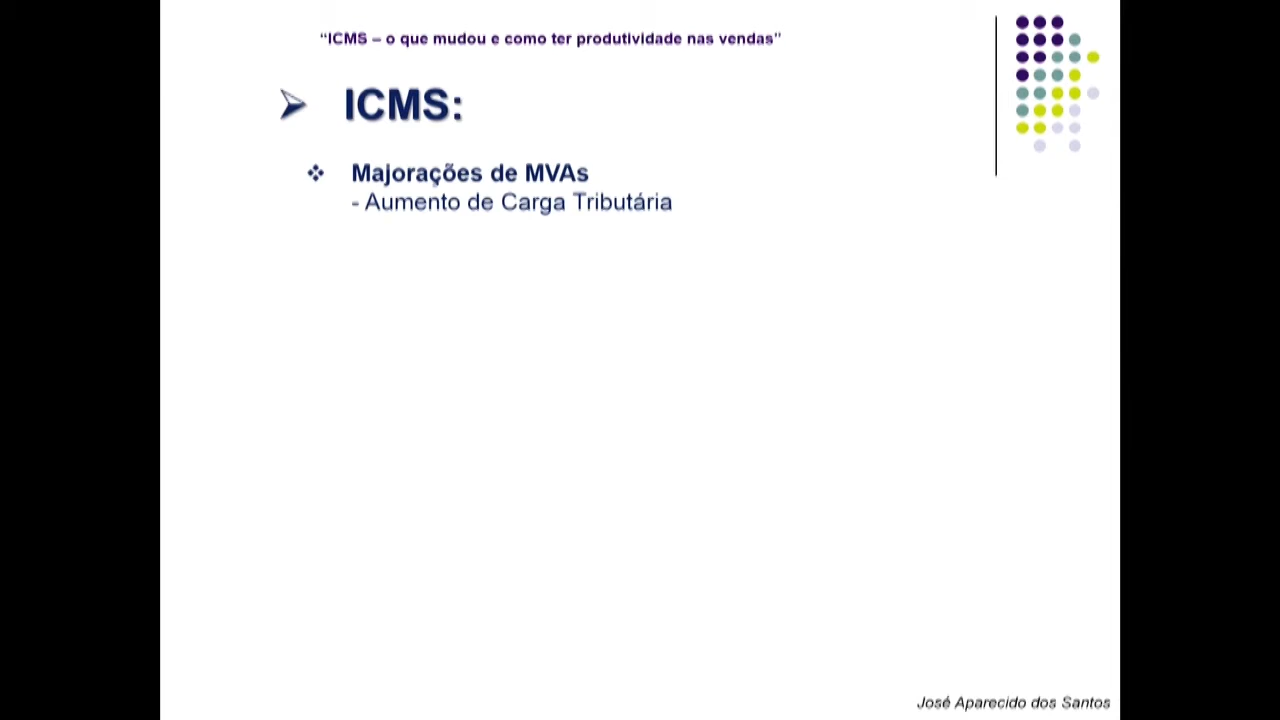 “ICMS – o que mudou e como ter produtividade nas vendas”
ICMS:
Majorações de MVAs
- Aumento de Carga Tributária
José Aparecido dos Santos